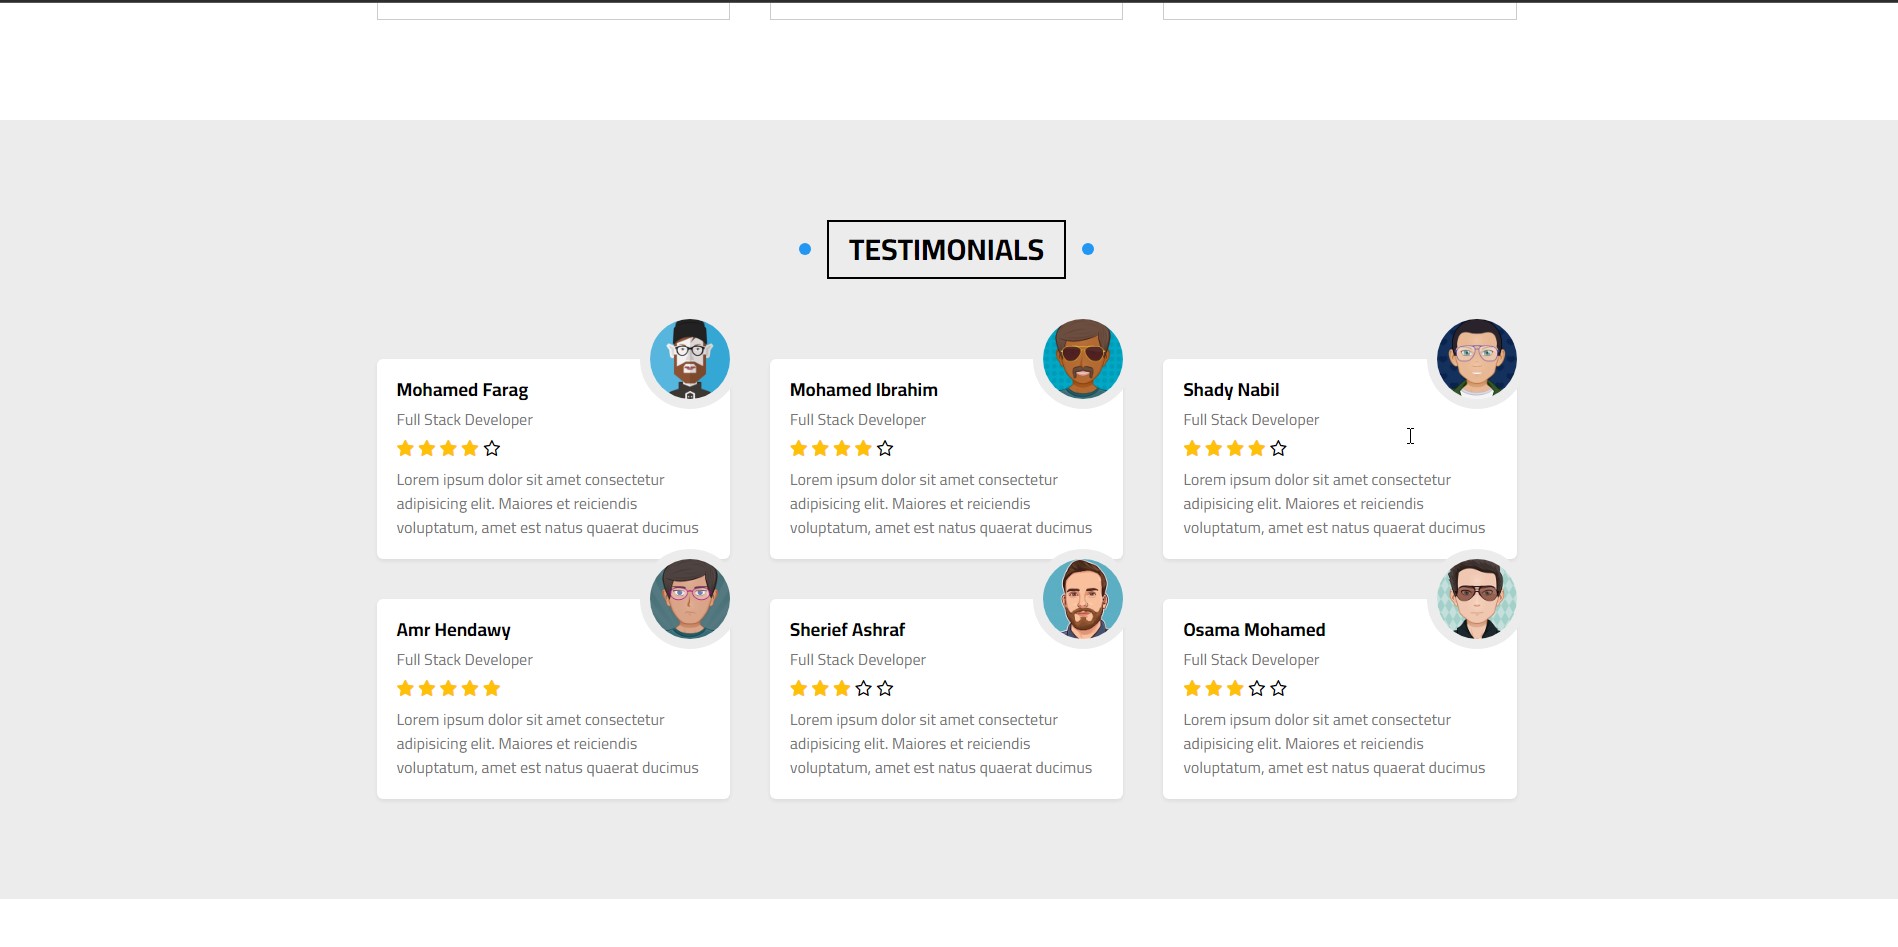 TESTIMONIALS
Mohamed Farag
Full Stack Developer
Lorem ipsum dolor sit amet consectetur
adipisicing elit. Maiores et reiciendis
voluptatum, amet est natus quaerat ducimus
Mohamed Ibrahim
Full Stack Developer
Lorem ipsum dolor sit amet consectetur
adipisicing elit. Maiores et reiciendis
voluptatum, amet est natus quaerat ducimus
Shady Nabil
Full Stack Developer
Lorem ipsum dolor sit amet consectetur
adipisicing elit. Maiores et reiciendis
voluptatum, amet est natus quaerat ducimus
Amr Hendawy
Full Stack Developer
Lorem ipsum dolor sit amet consectetur
adipisicing elit. Maiores et reiciendis
voluptatum, amet est natus quaerat ducimus
Sherief Ashraf
Full Stack Developer
Lorem ipsum dolor sit amet consectetur
adipisicing elit. Maiores et reiciendis
voluptatum, amet est natus quaerat ducimus
Osama Mohamed
Full Stack Developer
Lorem ipsum dolor sit amet consectetur
adipisicing elit. Maiores et reiciendis
voluptatum, amet est natus quaerat ducimus